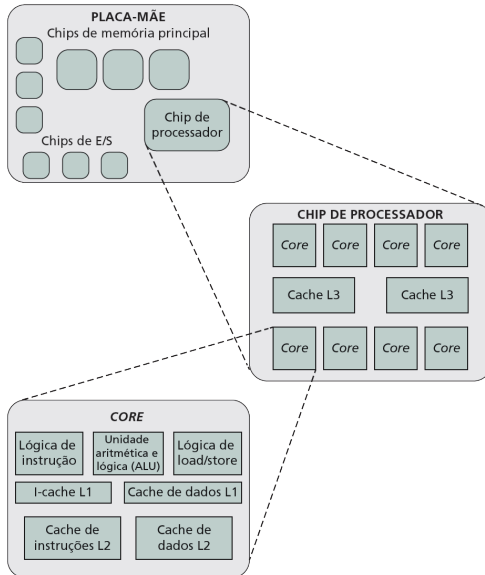 PLACA-MÃE
Chips de memória principal
Chip de
processador
Chips de E/S
CHIP DE PROCESSADOR
Core Core Core Core
Cache L3 Cache L3
Core Core Core Core
CORE
Lógica de
instrução
Unidade
aritmética e
lógica (ALU)
Lógica de
load/store
I-cache L1 Cache de dados L1
Cache de
instruções L2
Cache de
dados L2